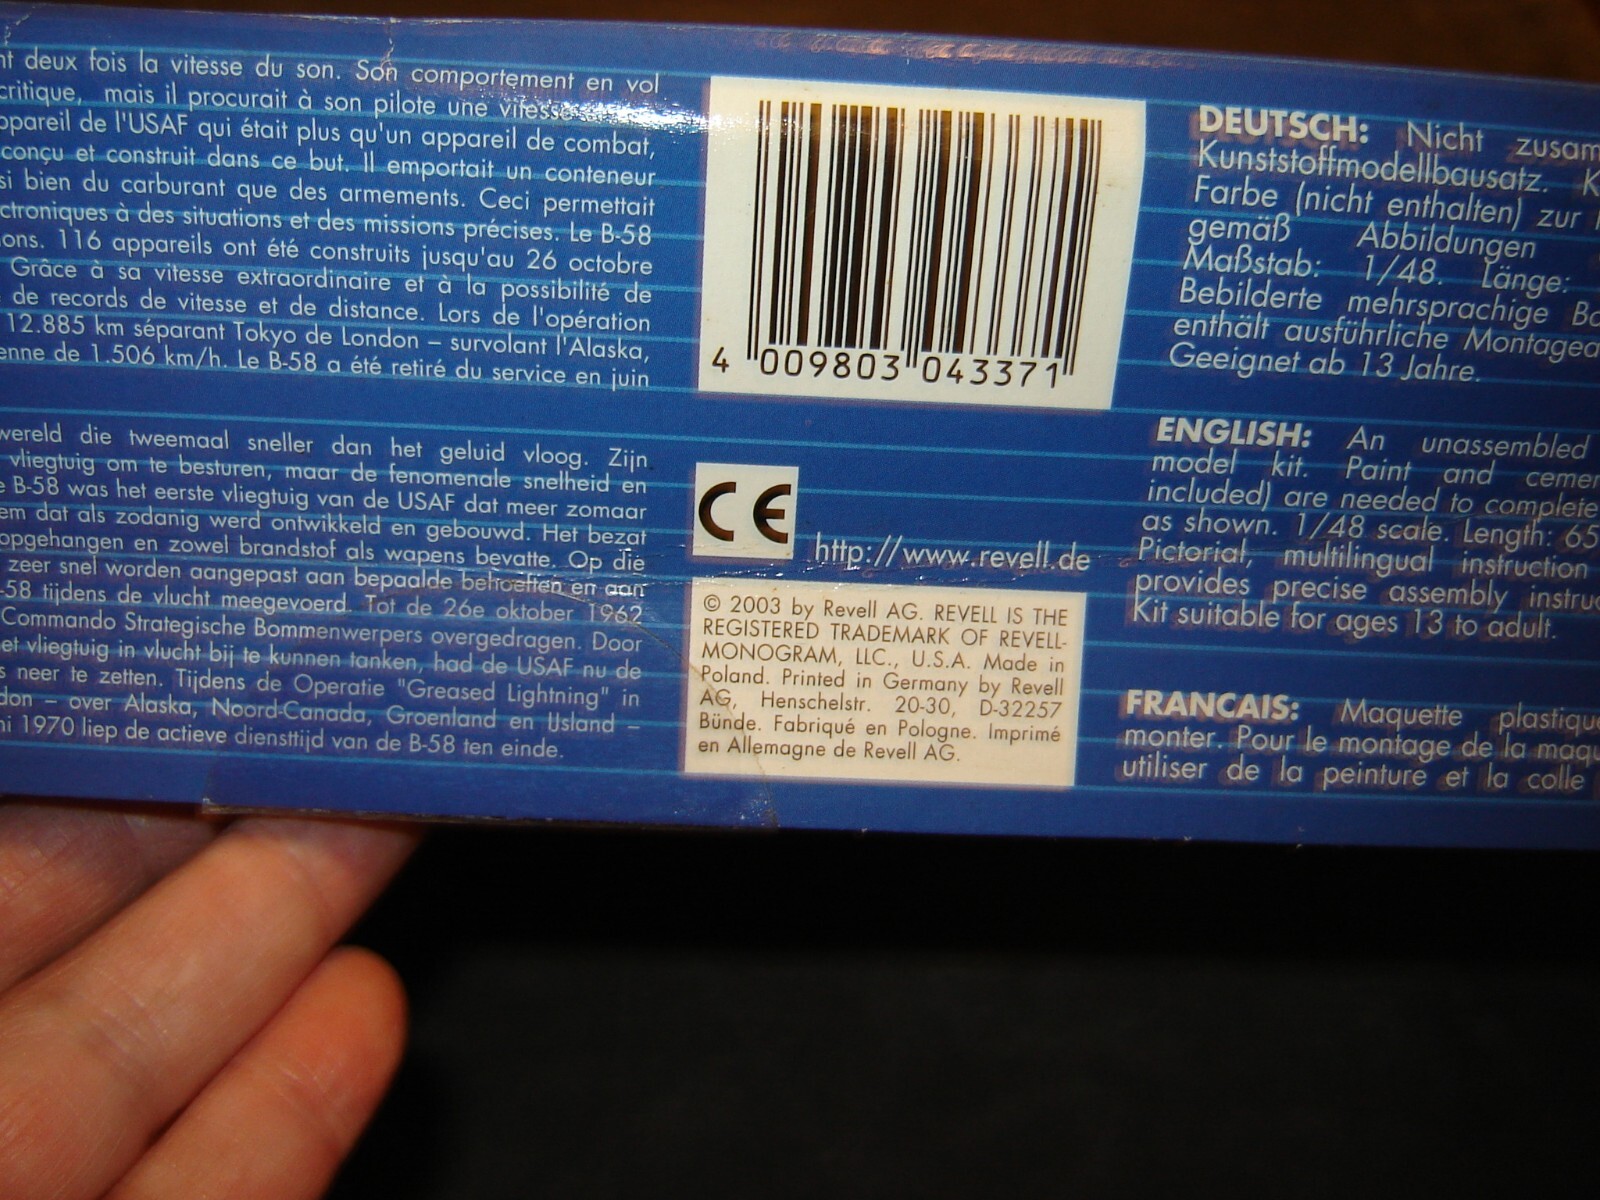 deux fois la vitesse du son. Son comportement en vol
critique, mais il procurait à son pilote une vitesse
de l'USAF qui était plus qu'un appareil de combat,
conçu et construit dans ce but. Il emportait un conteneur
bien du carburant que des armements. Ceci permettait
à des situations et des missions précises. Le B-58
116 appareils ont été construits jusqu'au 26 octobre
Grâce à sa vitesse extraordinaire et à la possibilité de
de records de vitesse et de distance. Lors de l'opération
12.885 km séparant Tokyo de London – survolant l'Alaska,
de 1.506 km/h. Le B-58 a été retiré du service en juin
wereld die tweemaal sneller dan het geluid vloog. Zijn
vliegtuig om te besturen, maar de fenomenale snelheid en
B-58 was het eerste vliegtuig van de USAF dat meer zomaar
dat als zodanig werd ontwikkeld en gebouwd. Het bezat
opgehangen en zowel brandstof als wapens bevatte. Op die
zeer snel worden aangepast aan bepaalde behoeften en aan
-58 tijdens de vlucht meegevoerd. Tot de 26e oktober 1962
Commando Strategische Bommenwerpers overgedragen. Door
vliegtuig in vlucht bij te kunnen tanken, had de USAF nu de
neer te zetten. Tijdens de Operatie "Greased Lightning" in
– over Alaska, Noord-Canada, Groenland en IJsland –
1970 liep de actieve diensttijd van de B-58 ten einde.
4 009803 043371
CE
http://www.revell.de
© 2003 by Revell AG. REVELL IS THE
REGISTERED TRADEMARK OF REVELL-
MONOGRAM, LLC., U.S.A. Made in
Poland. Printed in Germany by Revell
AG, Henschelstr. 20-30, D-32257
Bünde. Fabriqué en Pologne. Imprimé
en Allemagne de Revell AG.
DEUTSCH: Nicht zusam
Kunststoffmodellbausatz. K
Farbe (nicht enthalten) zur
gemäß Abbildungen
Maßstab: 1/48. Länge:
Bebilderte mehrsprachige Ba
enthält ausführliche Montagea
Geeignet ab 13 Jahre.
ENGLISH: An unassembled
model kit. Paint and cemen
included) are needed to complete
as shown. 1/48 scale. Length: 65
Pictorial, multilingual instruction
provides precise assembly instruc
Kit suitable for ages 13 to adult.
FRANCAIS: Maquette plastique
monter. Pour le montage de la maqu
utiliser de la peinture et la colle